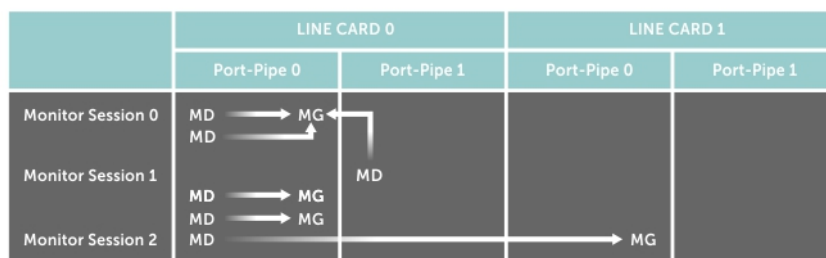 LINE CARD 0 LINE CARD 1
Port-Pipe 0 Port-Pipe 1 Port-Pipe 0 Port-Pipe 1
Monitor Session 0 MD MG
MD
Monitor Session 1 MD
MD MG
MD MG
Monitor Session 2 MD MG